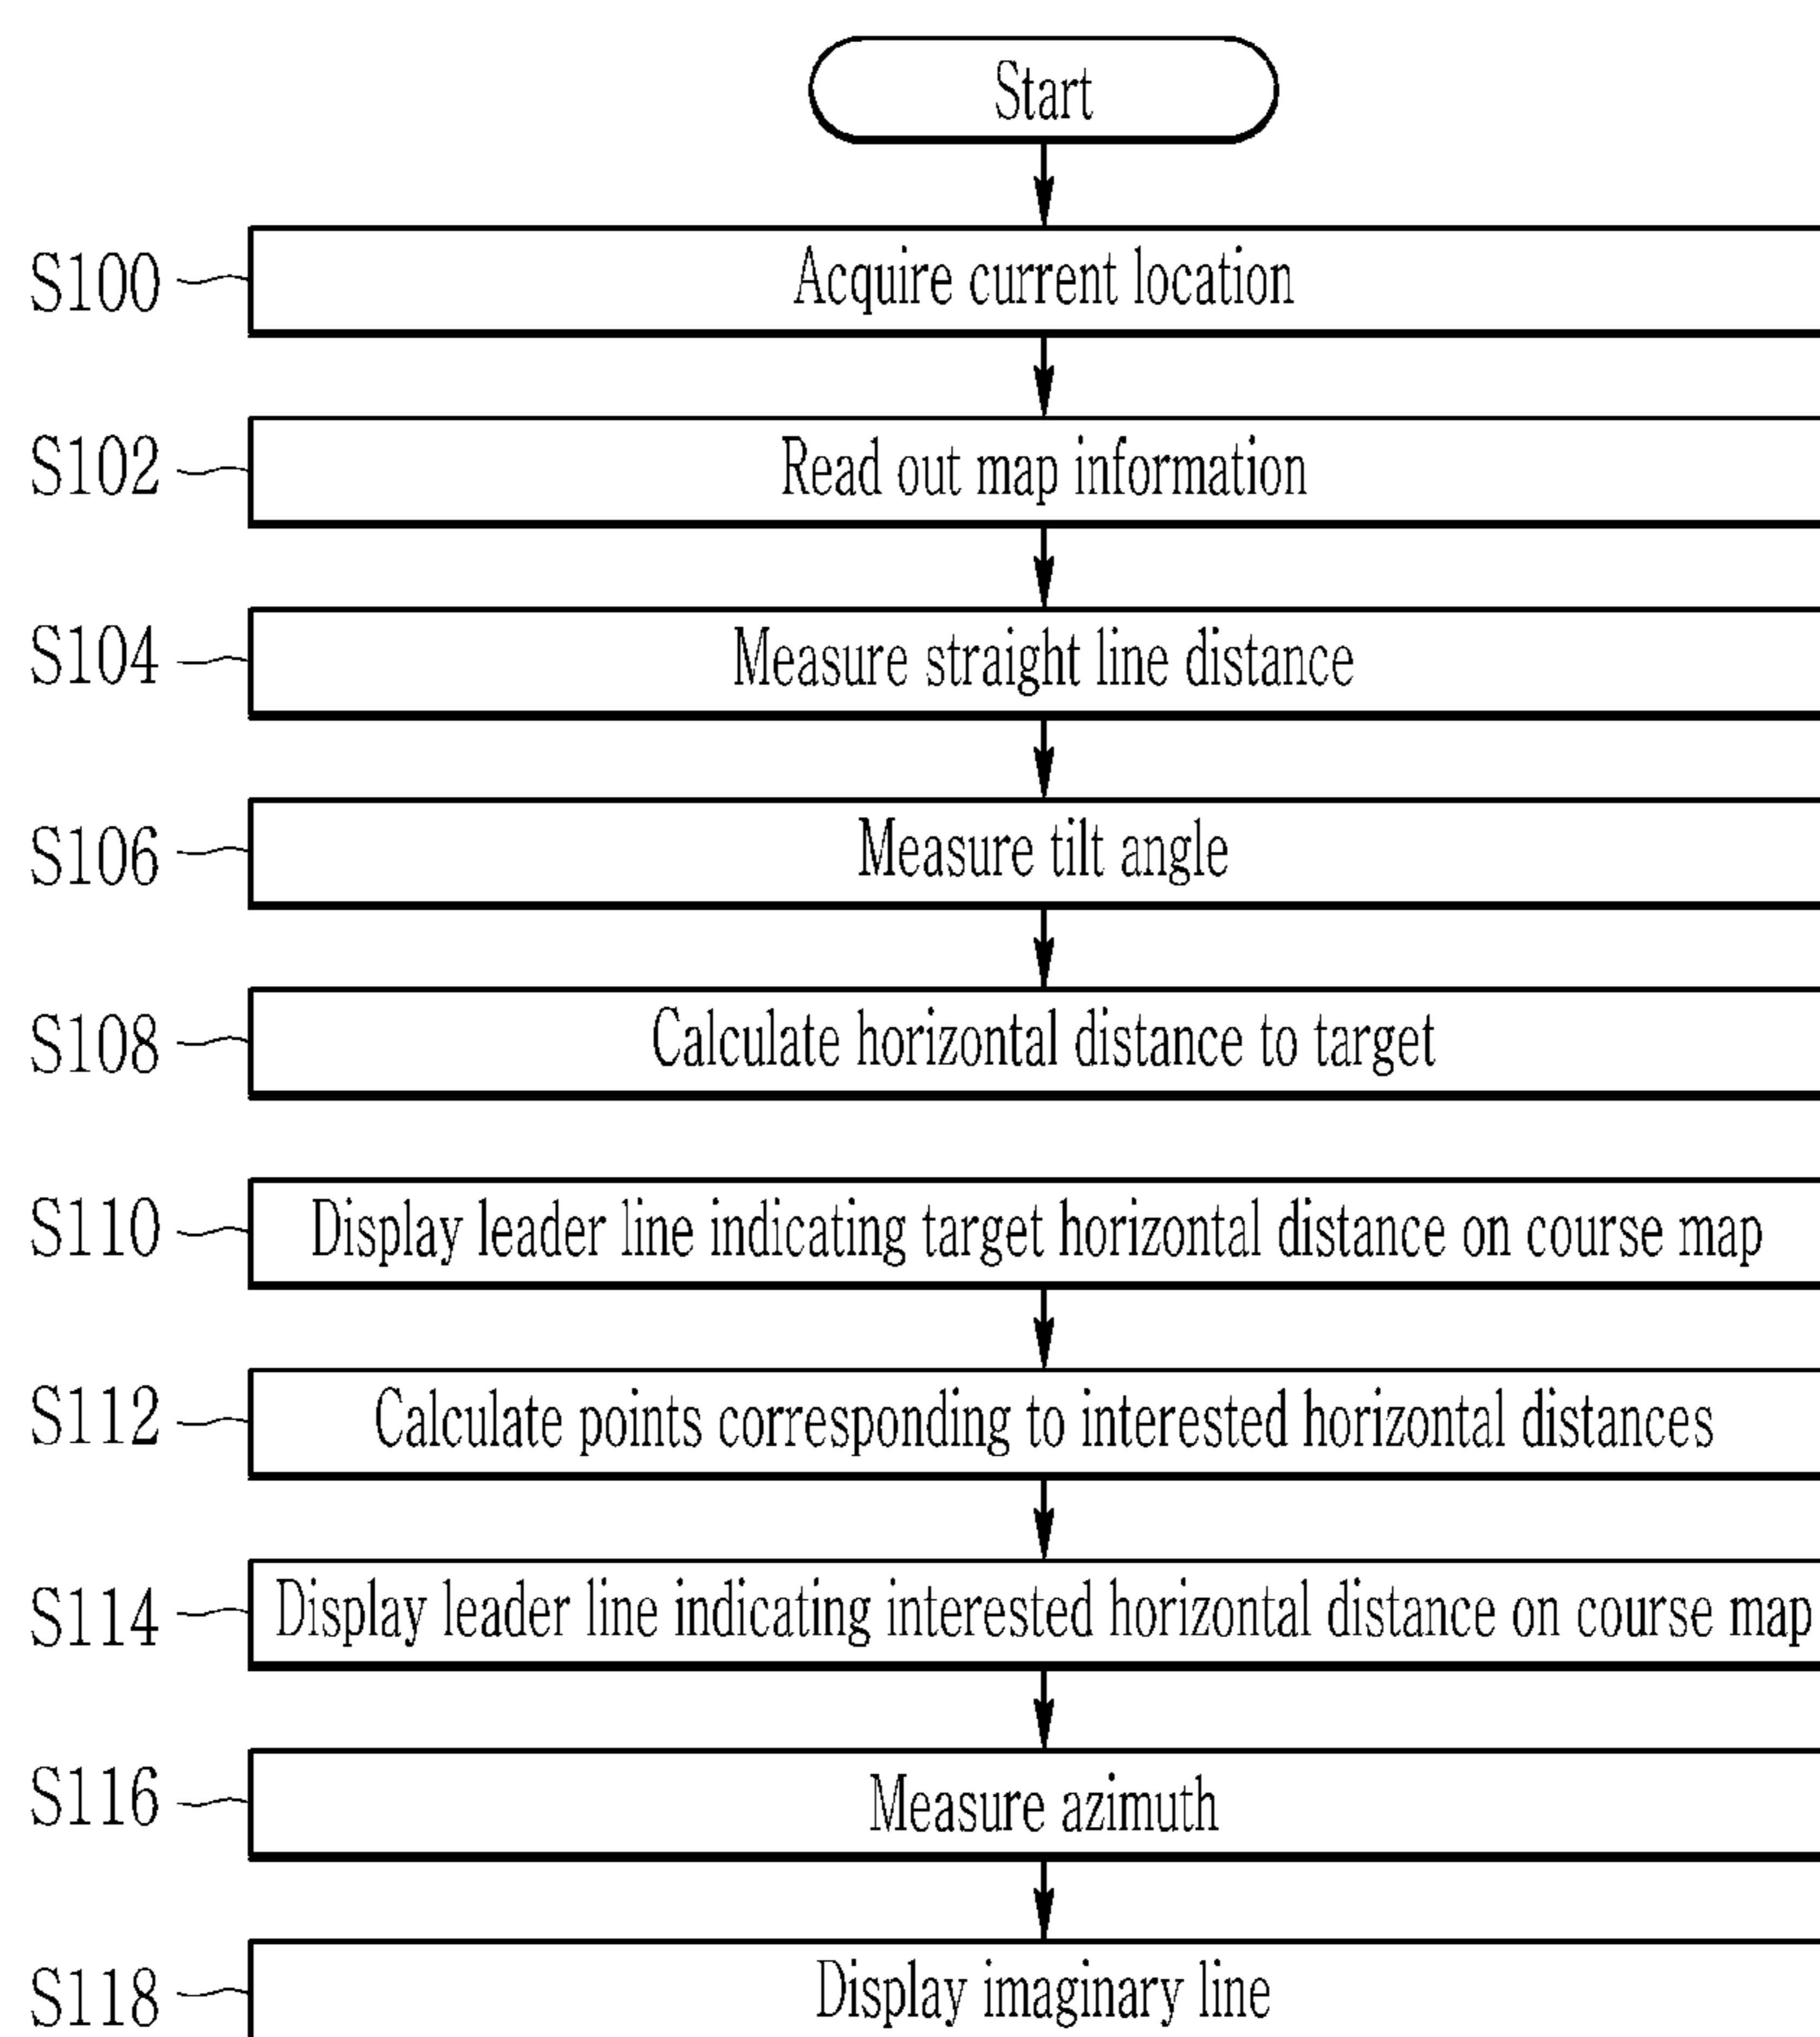 Start
S100 Acquire current location
S102 Read out map information
S104 Measure straight line distance
S106 Measure tilt angle
S108 Calculate horizontal distance to target
S110 Display leader line indicating target horizontal distance on course map
S112 Calculate points corresponding to interested horizontal distances
S114 Display leader line indicating interested horizontal distance on course map
S116 Measure azimuth
S118 Display imaginary line